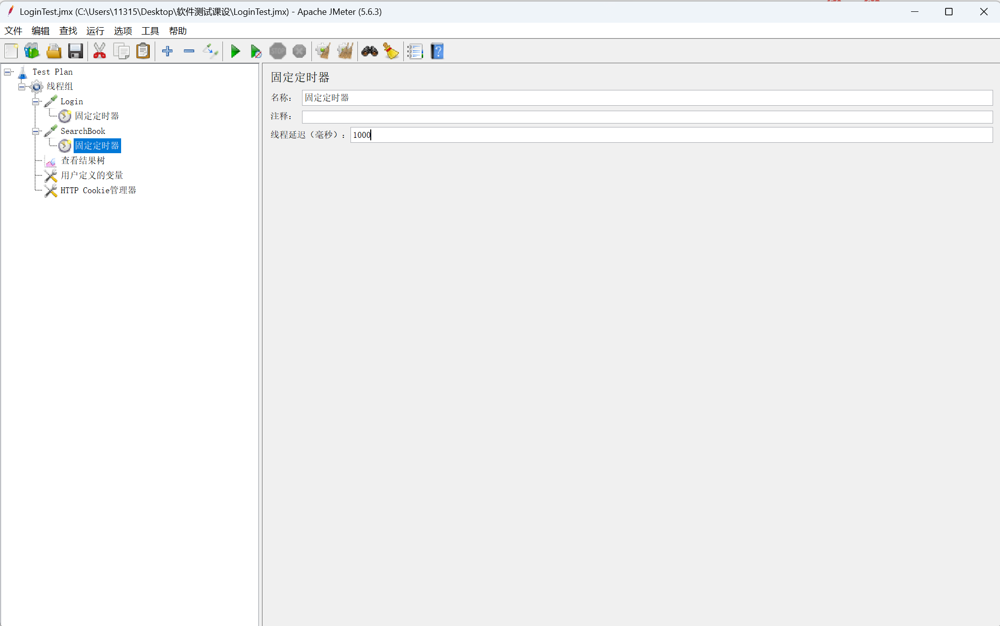 LoginTest.jmx (C:\Users\11315\Desktop\软件测试课设\LoginTest.jmx) - Apache JMeter (5.6.3)
文件 编辑 查找 运行 选项 工具 帮助
STOP
?
Test Plan
线程组
Login
固定定时器
SearchBook
固定定时器
查看结果树
用户定义的变量
HTTP Cookie管理器
固定定时器
名称： 固定定时器
注释：
线程延迟（毫秒）： 1000